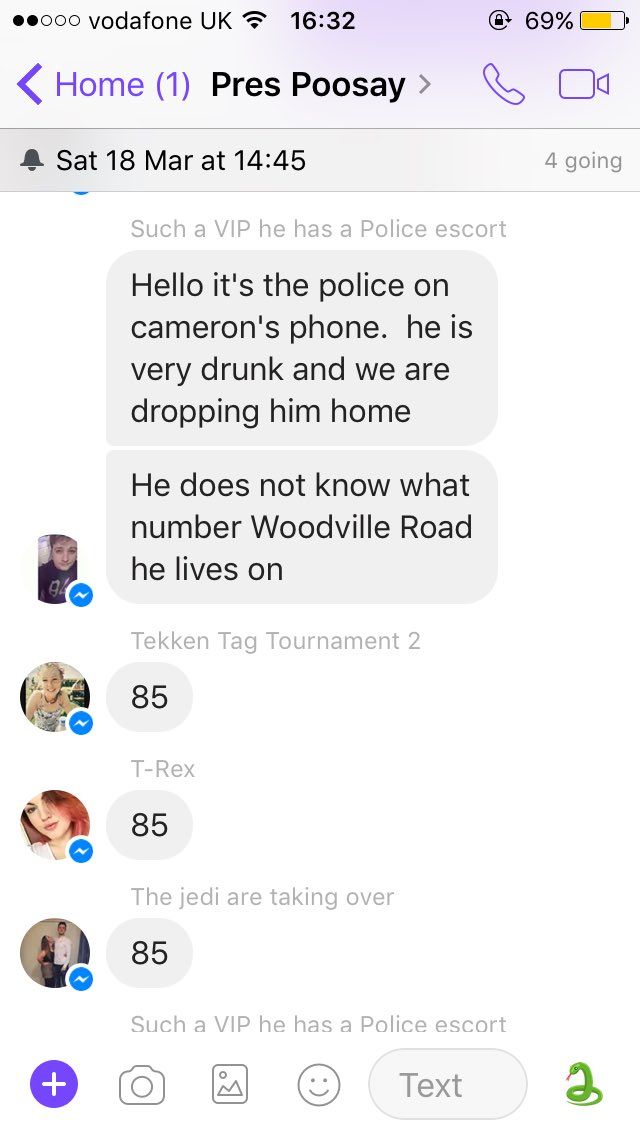 vodafone UK 16:32 69%
Home (1) Pres Poosay
Sat 18 Mar at 14:45 4 going
Such a VIP he has a Police escort
Hello it's the police on
cameron's phone.  he is
very drunk and we are
dropping him home
He does not know what
number Woodville Road
he lives on
Tekken Tag Tournament 2
85
T-Rex
85
The jedi are taking over
85
Such a VIP he has a Police escort
Text